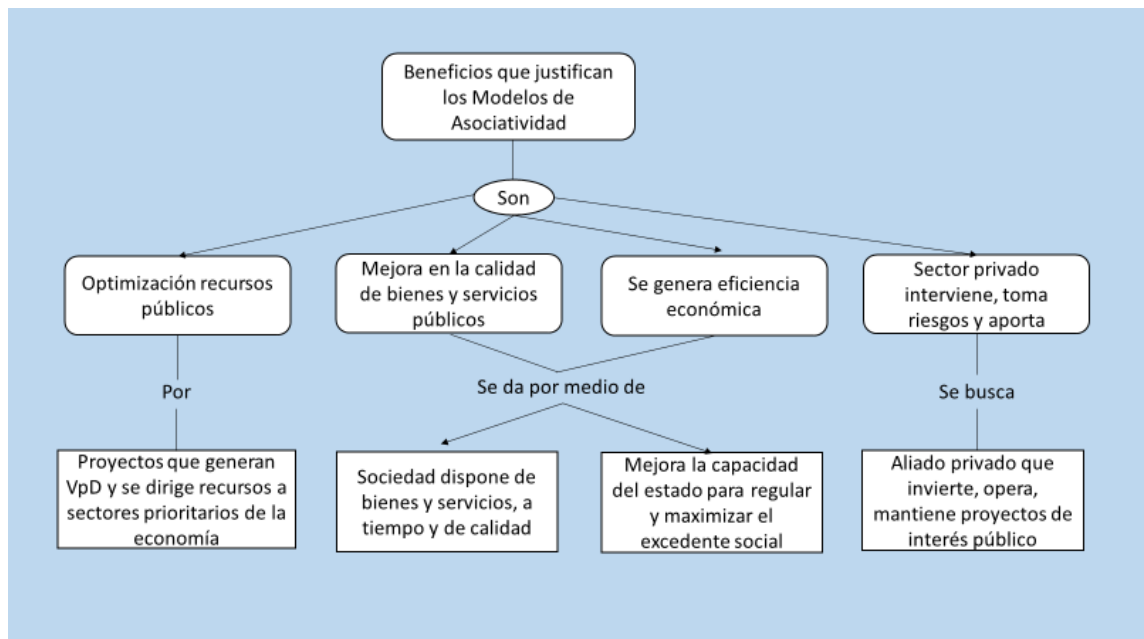 Beneficios que justifican
los Modelos de
Asociatividad
Son
Optimización recursos
públicos
Mejora en la calidad
de bienes y servicios
públicos
Se genera eficiencia
económica
Sector privado
interviene, toma
riesgos y aporta
Por
Se da por medio de
Se busca
Proyectos que generan
VpD y se dirige recursos a
sectores prioritarios de la
economía
Sociedad dispone de
bienes y servicios, a
tiempo y de calidad
Mejora la capacidad
del estado para regular
y maximizar el
excedente social
Aliado privado que
invierte, opera,
mantiene proyectos de
interés público